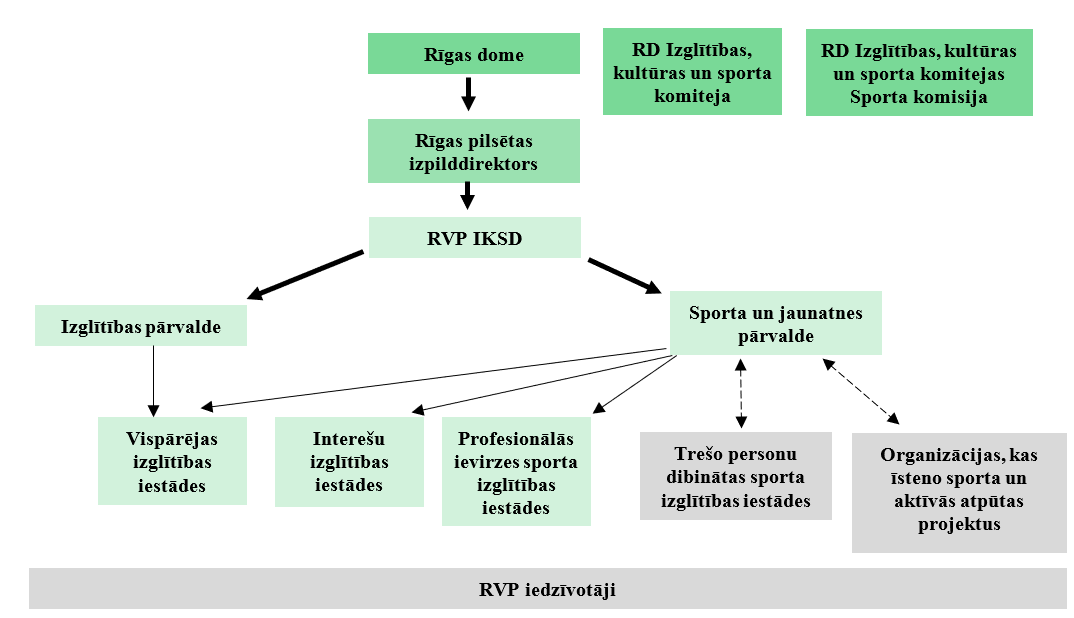 Rīgas dome
RD Izglītības,
kultūras un sporta
komiteja
RD Izglītības, kultūras
un sporta komitejas
Sporta komisija
Rīgas pilsētas
izpilddirektors
RVP IKSD
Izglītības pārvalde
Sporta un jaunatnes
pārvalde
Vispārējas
izglītības
iestādes
Interešu
izglītības
iestādes
Profesionālās
ievirzes sporta
izglītības
iestādes
Trešo personu
dibinātas sporta
izglītības iestādes
Organizācijas, kas
īsteno sporta un
aktīvās atpūtas
projektus
RVP iedzīvotāji